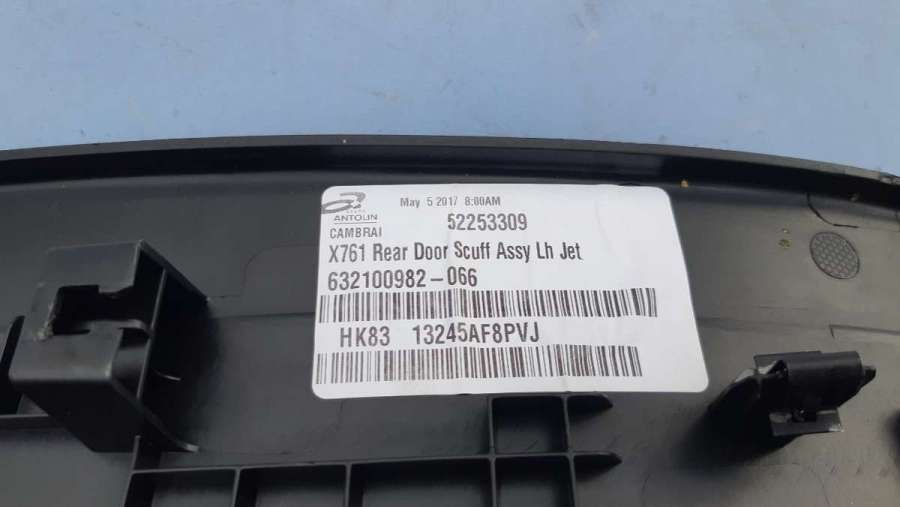 May 5 2017 8:00AM
ANTOLIN
52253309
CAMBRAI
X761 Rear Door Scuff Assy Lh Jet
632100982-066
HK83 13245AF8PVJ